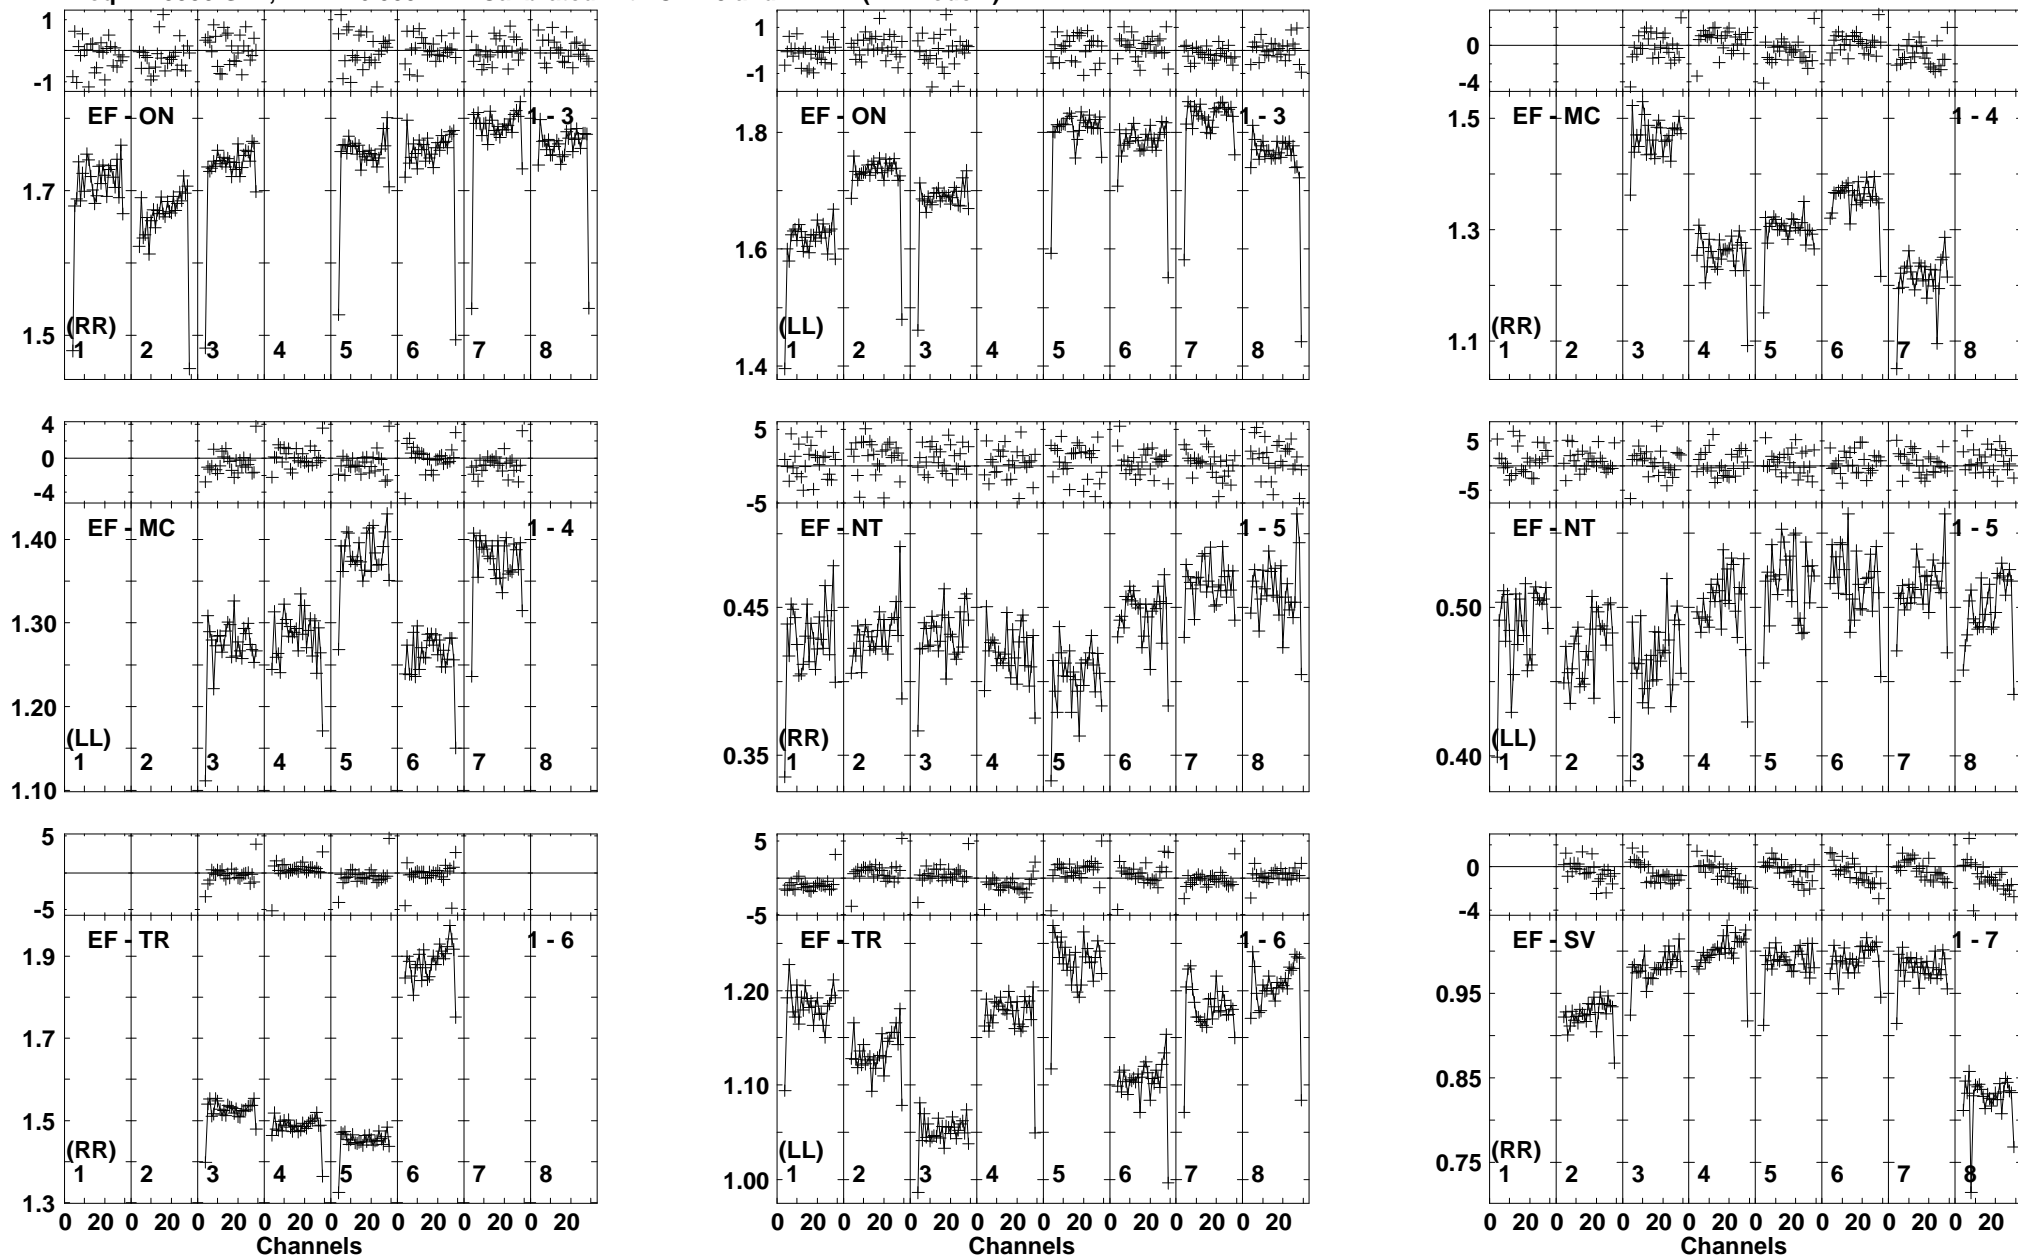 1
-1
EF - ON
1 - 3
1.7
1.5
(RR)
1 2 3 4 5 6 7 8
1
-1
EF - ON
1 - 3
1.8
1.6
1.4
(LL)
1 2 3 4 5 6 7 8
0
-4
EF - MC
1 - 4
1.5
1.3
1.1
(RR)
1 2 3 4 5 6 7 8
4
0
-4
EF - MC
1 - 4
1.40
1.30
1.20
1.10
(LL)
1 2 3 4 5 6 7 8
5
-5
EF - NT
1 - 5
0.45
0.35
(RR)
1 2 3 4 5 6 7 8
5
-5
EF - NT
1 - 5
0.50
0.40
(LL)
1 2 3 4 5 6 7 8
5
-5
EF - TR
1 - 6
1.9
1.7
1.5
1.3
(RR)
1 2 3 4 5 6 7 8
0 20 0 20 0 20 0 20 0 20 0 20 0 20 0 20
Channels
5
-5
EF - TR
1 - 6
1.20
1.10
1.00
(LL)
1 2 3 4 5 6 7 8
0 20 0 20 0 20 0 20 0 20 0 20 0 20 0 20
Channels
0
-4
EF - SV
1 - 7
0.95
0.85
0.75
(RR)
1 2 3 4 5 6 7 8
0 20 0 20 0 20 0 20 0 20 0 20 0 20 0 20
Channels